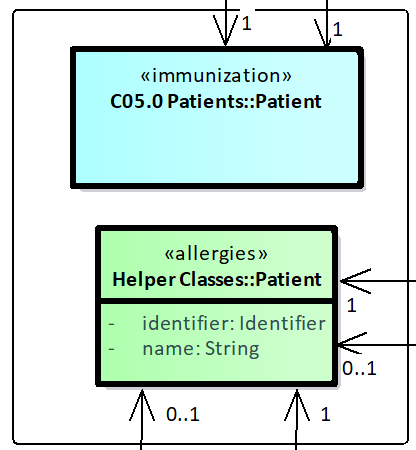 1
1
«immunization»
C05.0 Patients::Patient
«allergies»
Helper Classes::Patient
- identifier: Identifier
- name: String
1
0..1
0..1
1